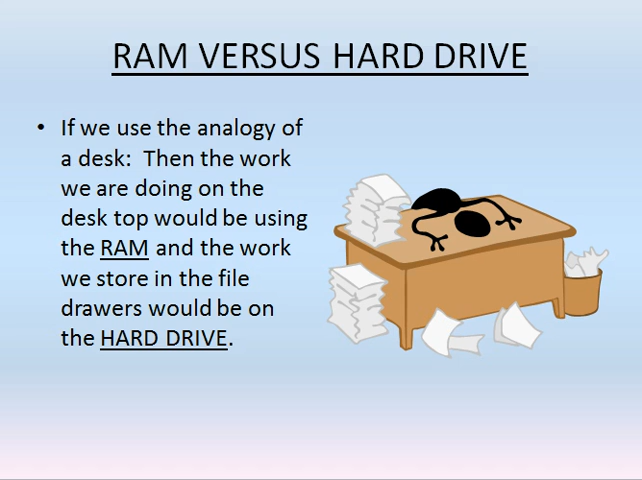 RAM VERSUS HARD DRIVE
• If we use the analogy of
a desk: Then the work
we are doing on the
desk top would be using
the RAM and the work
we store in the file
drawers would be on
the HARD DRIVE.